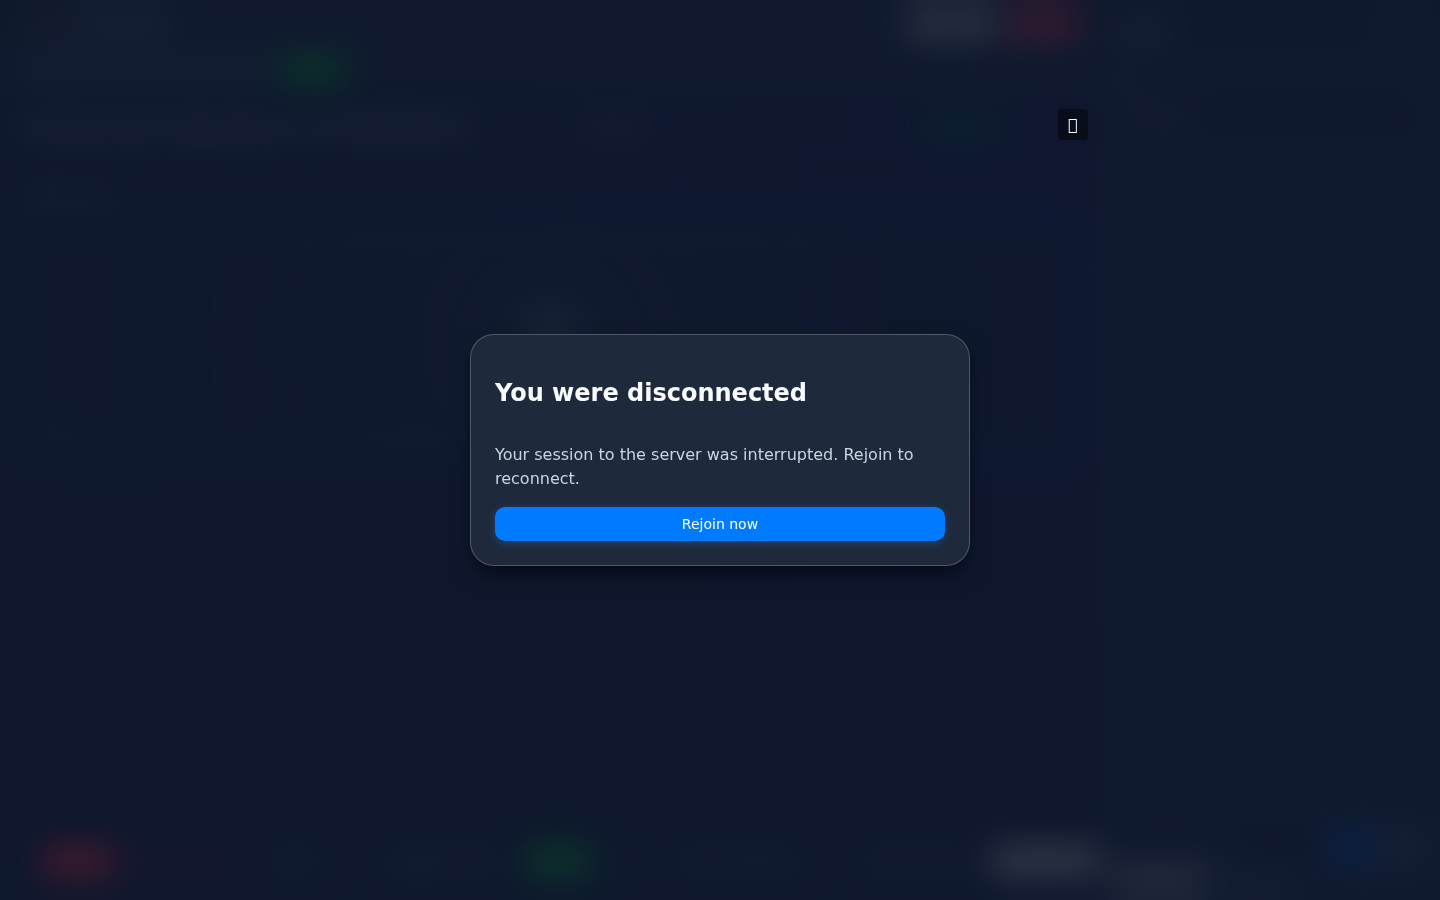 You were disconnected
Your session to the server was interrupted. Rejoin to
reconnect.
Rejoin now